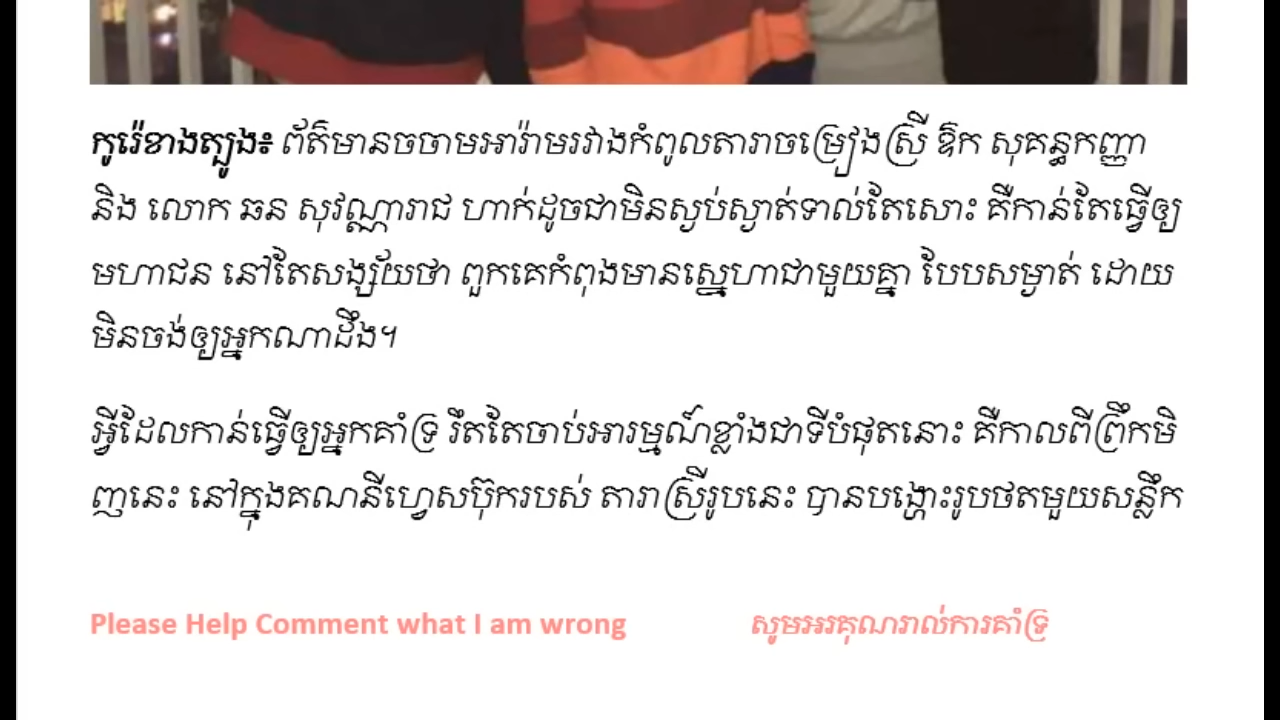 កូរ៉េខាងត្បូង៖ ព័ត៌មានចចាមអារ៉ាមរវាងកំពូលតារាចម្រៀងស្រី ឱក សុគន្ធកញ្ញា
និង លោក ឆន សុវណ្ណារាជ ហាក់ដូចជាមិនស្ងប់ស្ងាត់ទាល់តែសោះ គឺកាន់តែធ្វើឲ្យ
មហាជន នៅតែសង្ស័យថា ពួកគេកំពុងមានស្នេហាជាមួយគ្នា បែបសម្ងាត់ ដោយ
មិនចង់ឲ្យអ្នកណាដឹង។
អ្វីដែលកាន់ធ្វើឲ្យអ្នកគាំទ្រ រឹតតែចាប់អារម្មណ៍ខ្លាំងជាទីបំផុតនោះ គឺកាលពីព្រឹកមិ
ញនេះ នៅក្នុងគណនីហ្វេសប៊ុករបស់ តារាស្រីរូបនេះ បានបង្ហោះរូបថតមួយសន្លឹក
Please Help Comment what I am wrong
សូមអរគុណរាល់ការគាំទ្រ